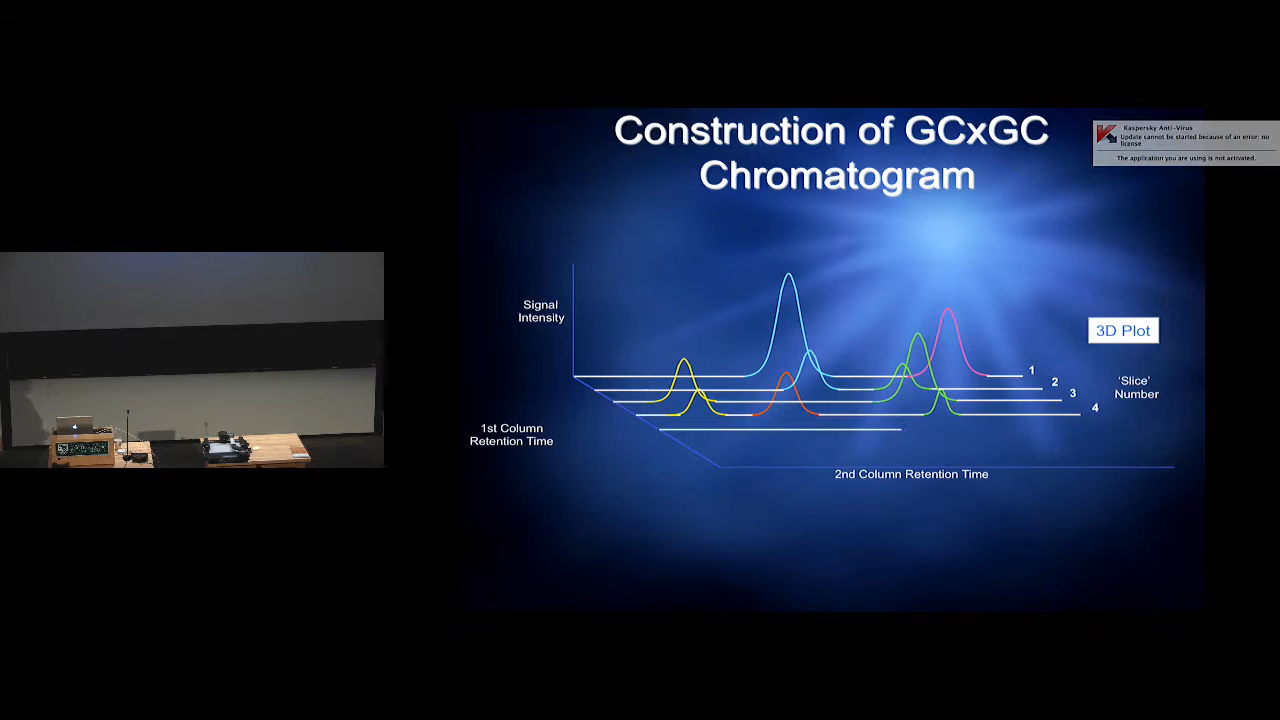 Construction of GCxGC
Chromatogram
Kaspersky Anti-Virus
Update cannot be started because of an error: no
license
The application you are using is not activated.
Signal
Intensity
3D Plot
1
2
3
4
'Slice'
Number
1st Column
Retention Time
2nd Column Retention Time